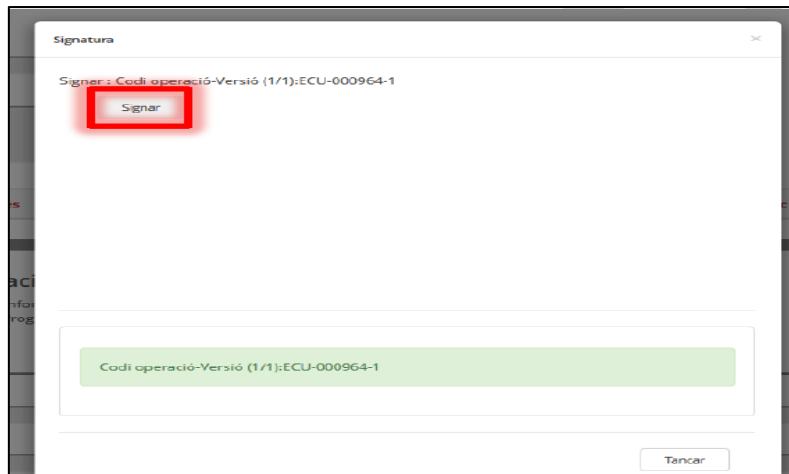 Signatura
Signar : Codi operació-Versió (1/1):ECU-000964-1
Signar
Codi operació-Versió (1/1):ECU-000964-1
Tancar